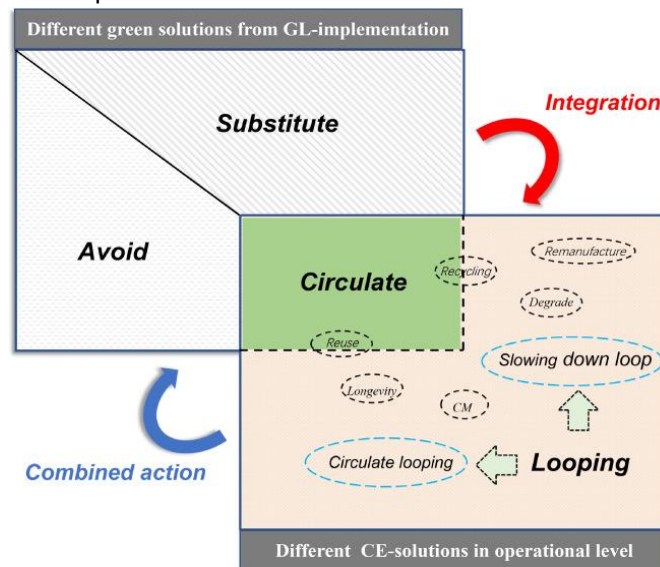 Different green solutions from GL-implementation
Substitute
Integration
Avoid
Circulate
Recycling
Remanufacture
Degrade
Reuse
Slowing down loop
Longevity
CM
Combined action
Circulate looping
Looping
Different CE-solutions in operational level